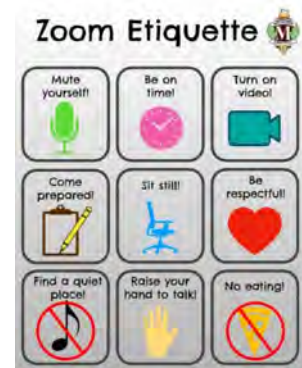 Zoom Etiquette
M
Mute
yourself!
Be on
time!
Turn on
video!
Come
prepared!
Sit still!
Be
respectful!
Find a quiet
place!
Raise your
hand to talk!
No eating!